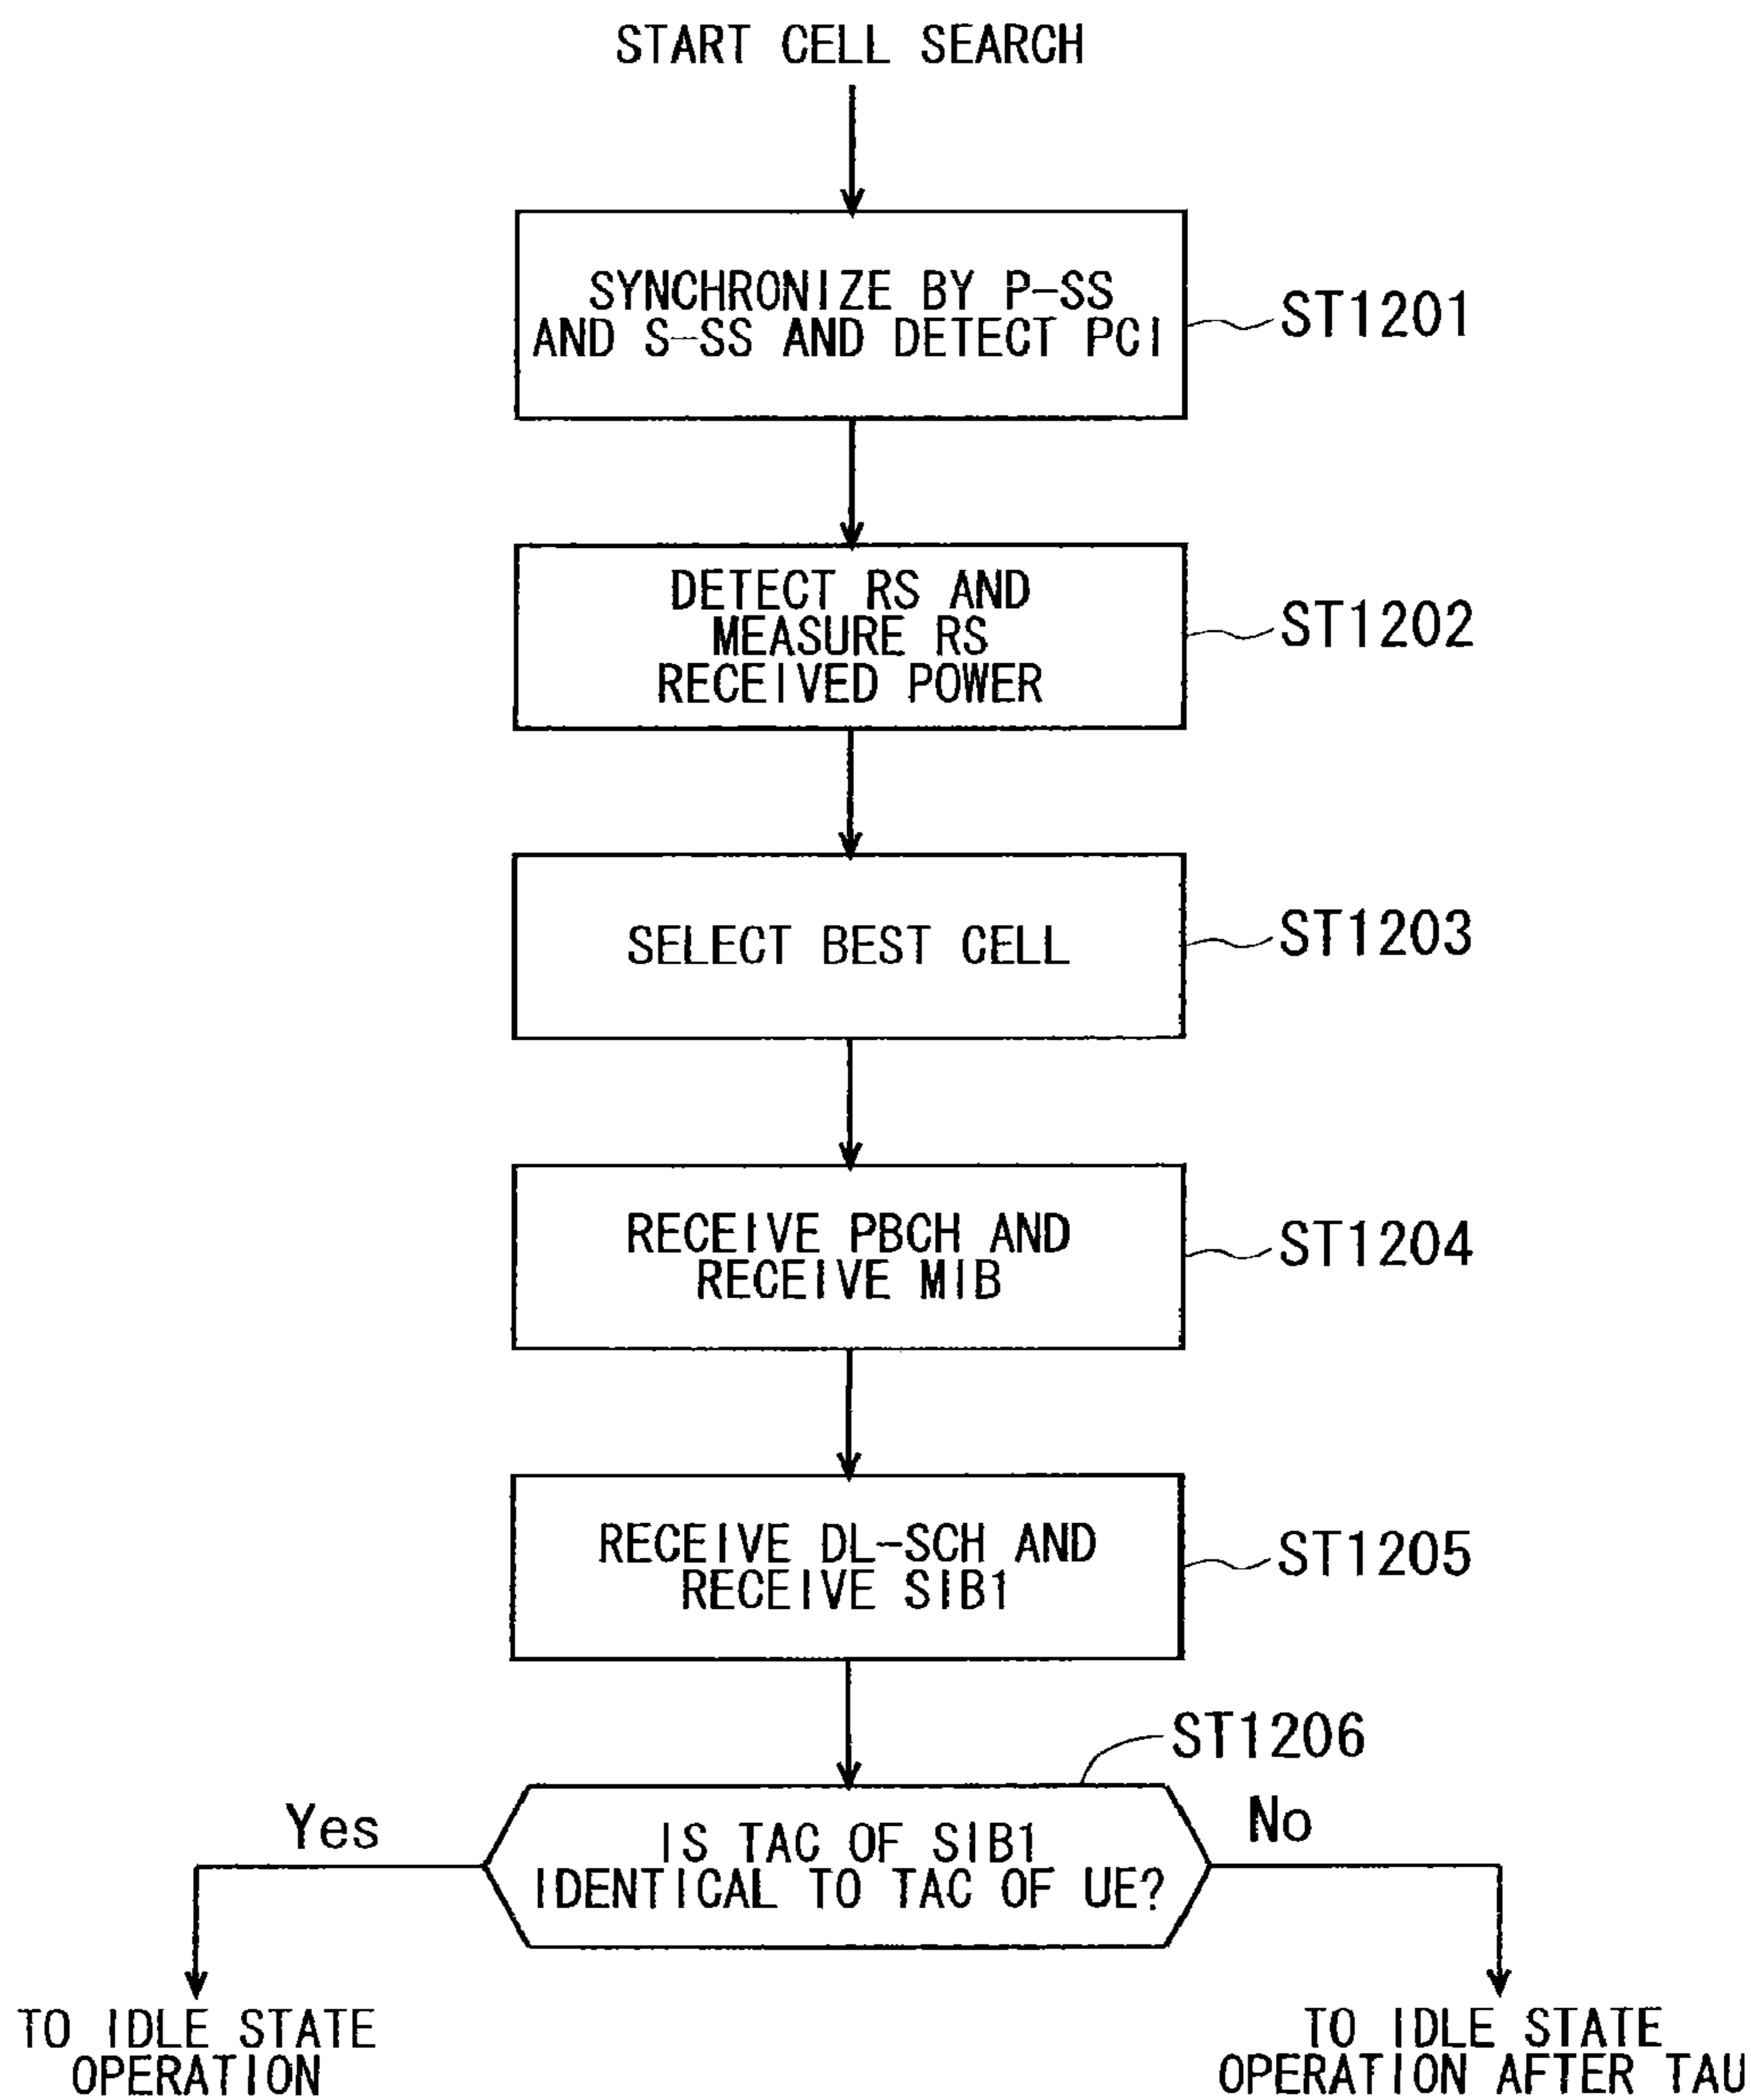 START CELL SEARCH
SYNCHRONIZE BY P-SS
AND S-SS AND DETECT PCI
ST1201
DETECT RS AND
MEASURE RS
RECEIVED POWER
ST1202
SELECT BEST CELL
ST1203
RECEIVE PBCH AND
RECEIVE MIB
ST1204
RECEIVE DL-SCH AND
RECEIVE SIB1
ST1205
ST1206
Yes
IS TAC OF SIB1
IDENTICAL TO TAC OF UE?
No
TO IDLE STATE
OPERATION
TO IDLE STATE
OPERATION AFTER TAU